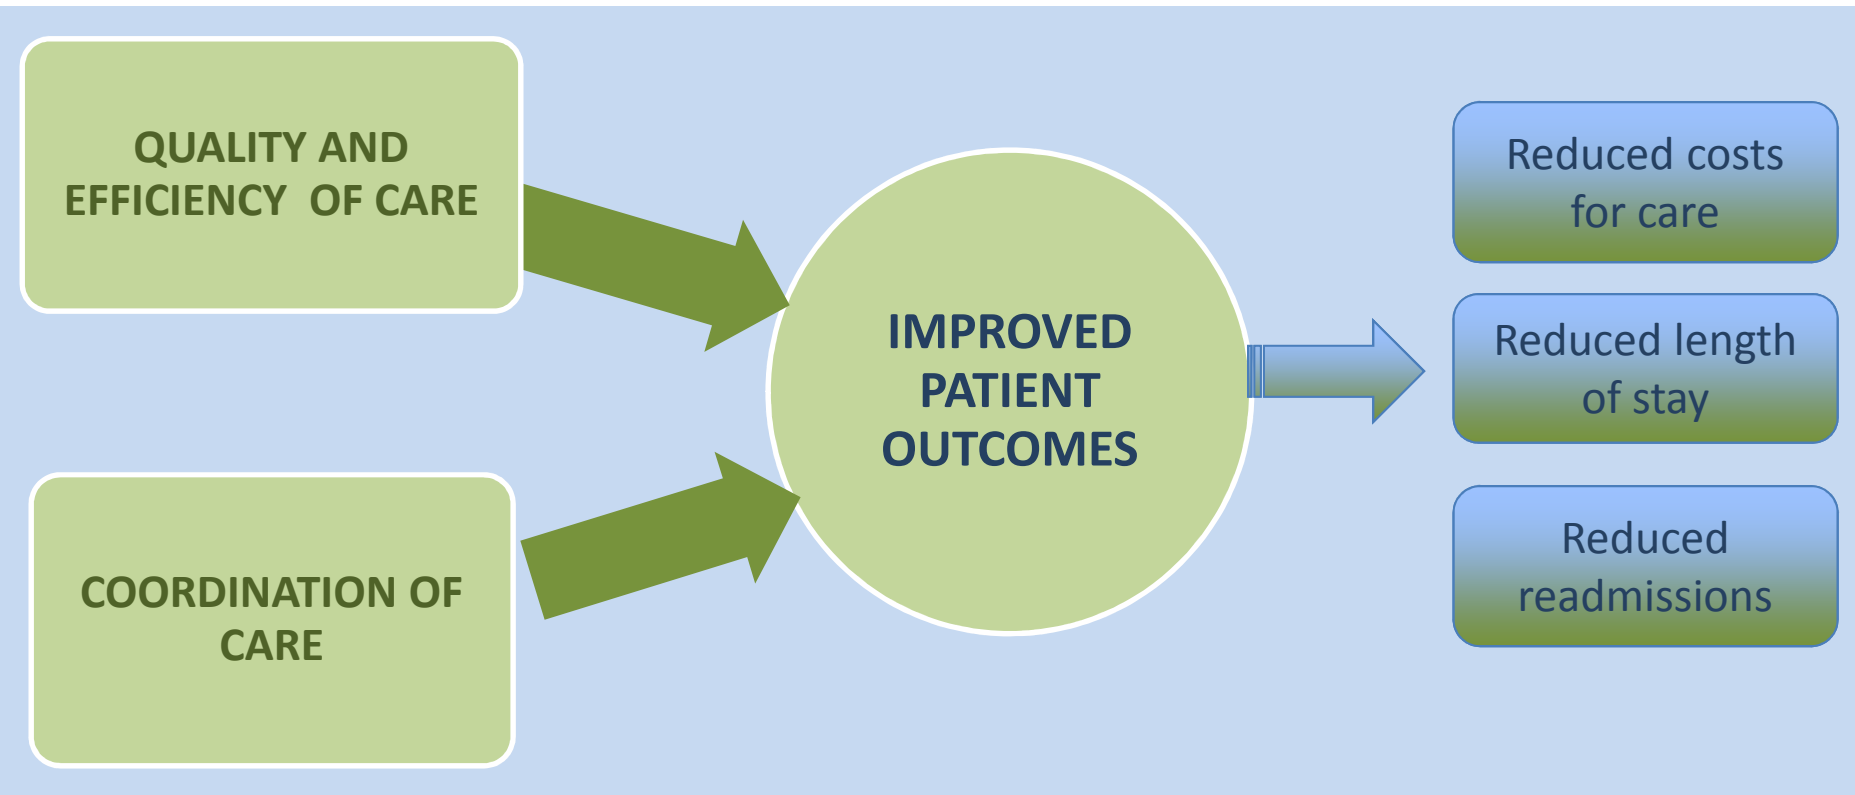 QUALITY AND
EFFICIENCY OF CARE
COORDINATION OF
CARE
IMPROVED
PATIENT
OUTCOMES
Reduced costs
for care
Reduced length
of stay
Reduced
readmissions